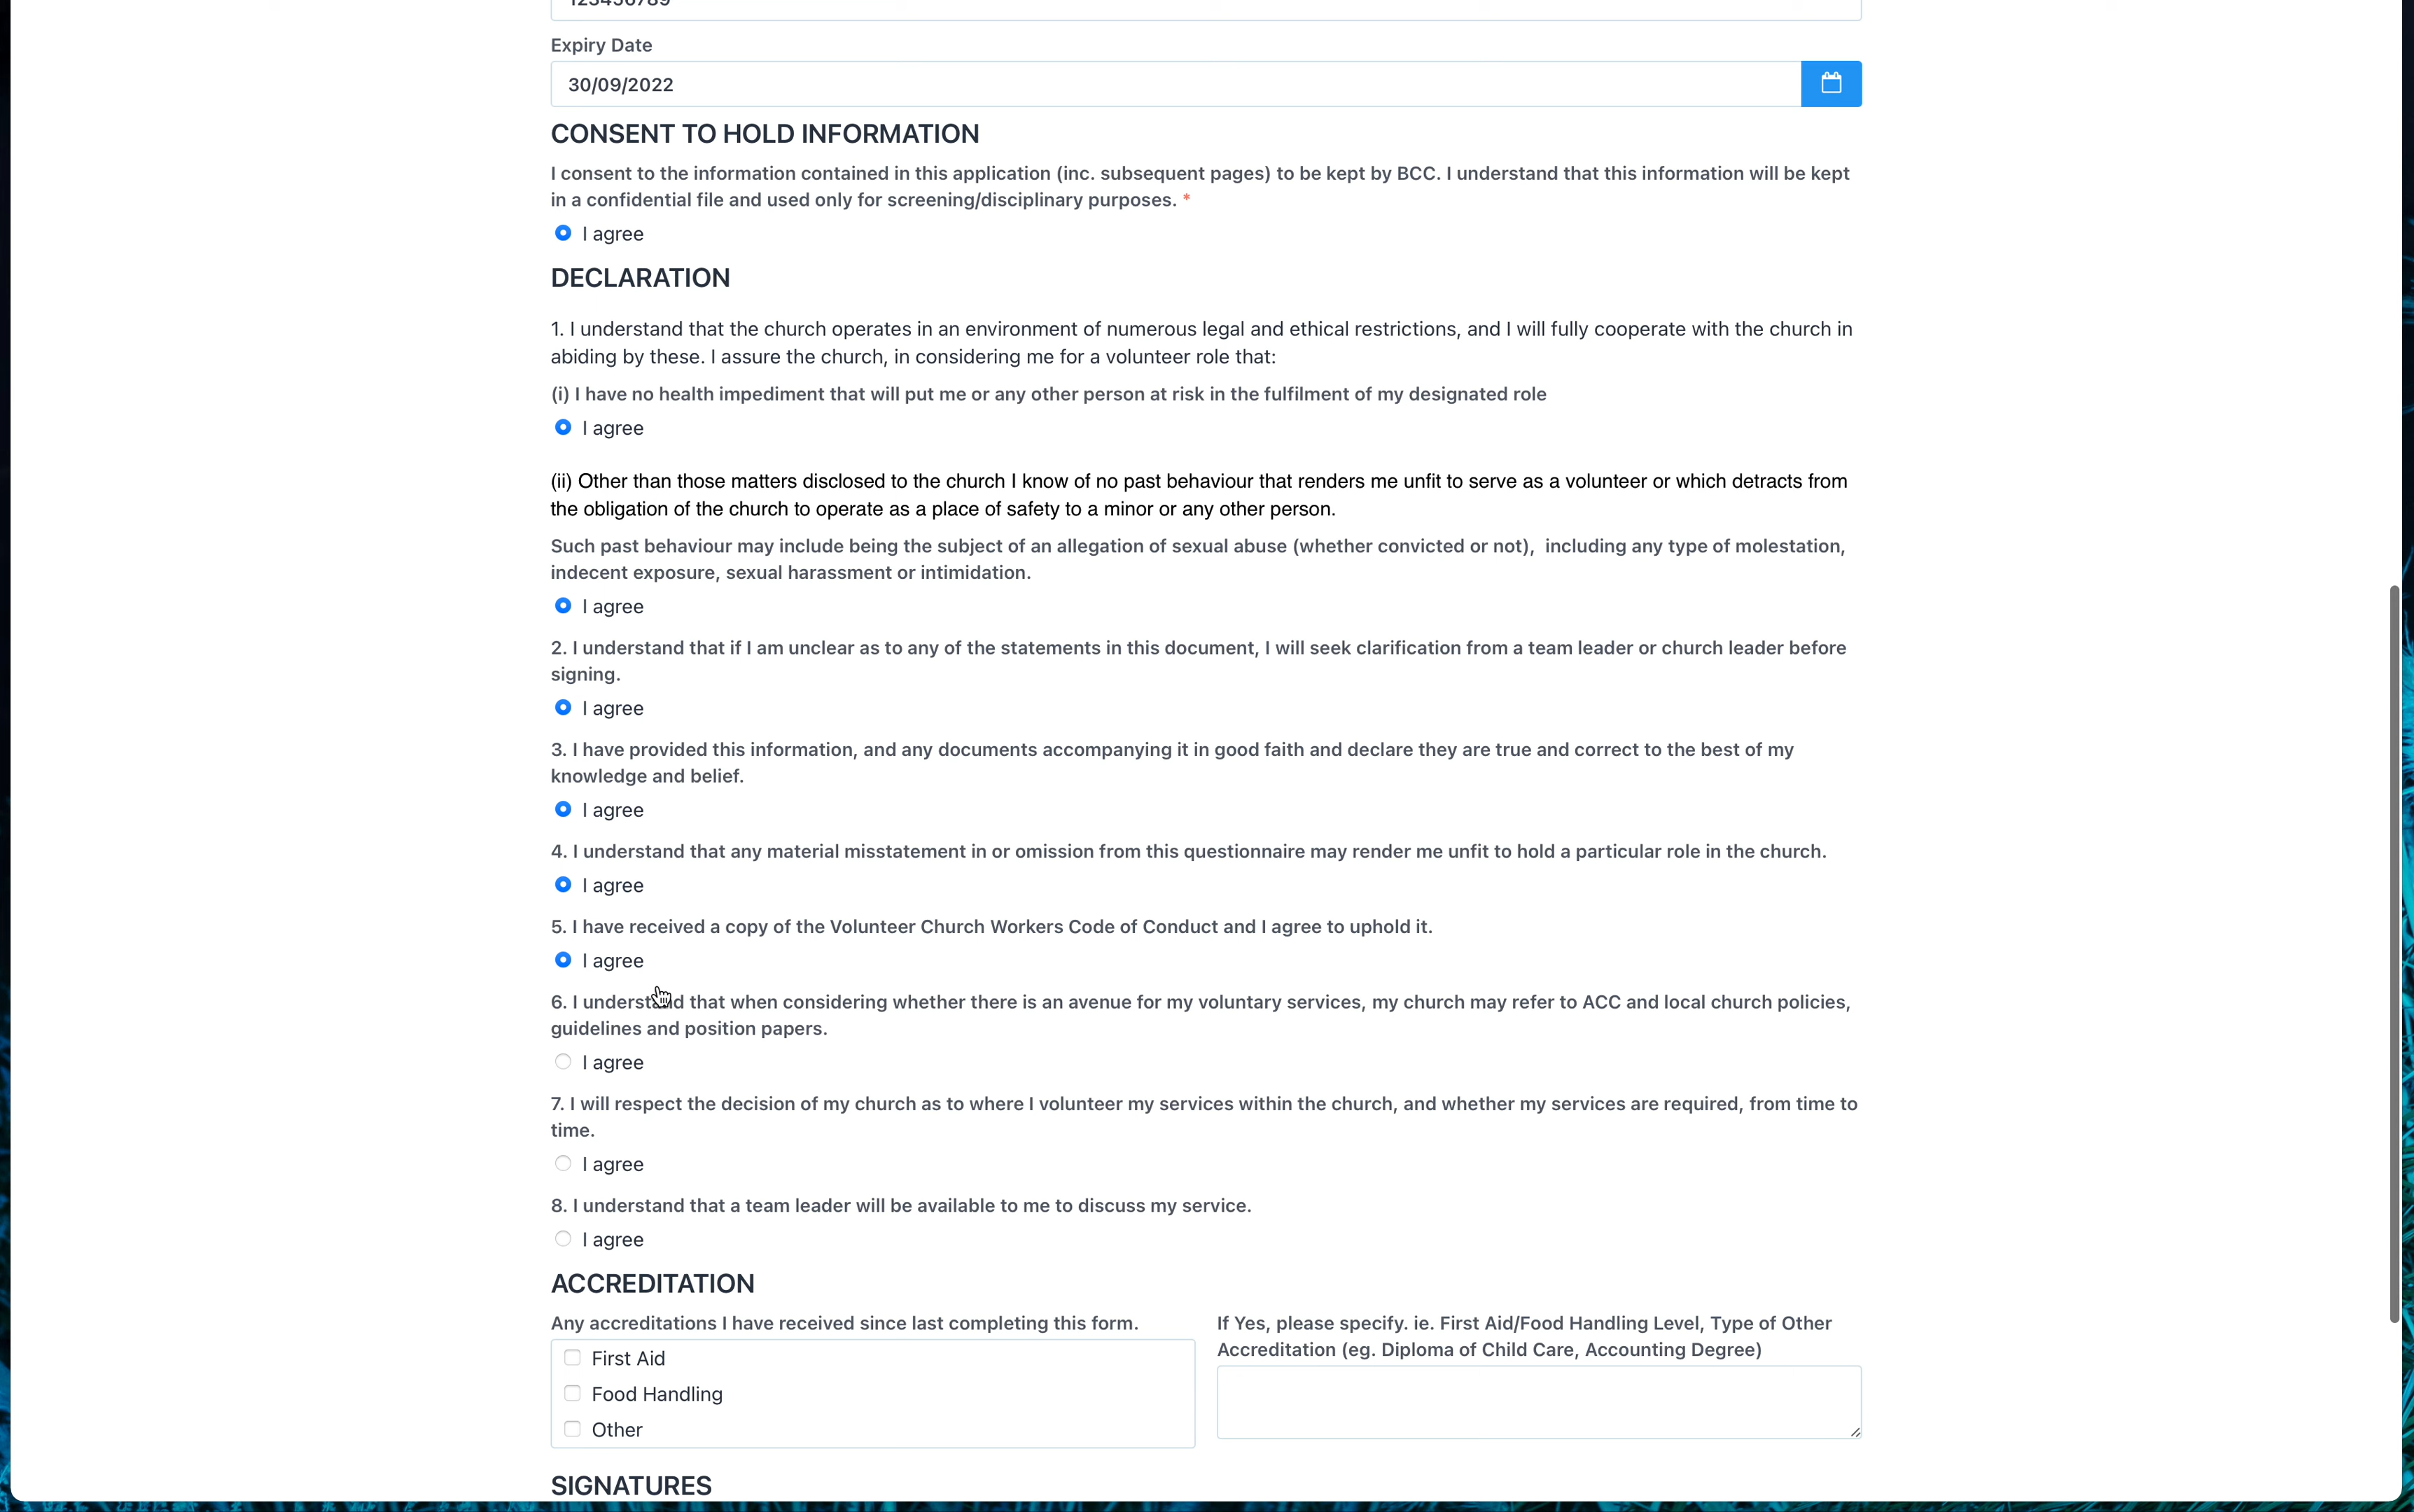 Expiry Date
30/09/2022
CONSENT TO HOLD INFORMATION
I consent to the information contained in this application (inc. subsequent pages) to be kept by BCC. I understand that this information will be kept
in a confidential file and used only for screening/disciplinary purposes. *
I agree
DECLARATION
1. I understand that the church operates in an environment of numerous legal and ethical restrictions, and I will fully cooperate with the church in
abiding by these. I assure the church, in considering me for a volunteer role that:
(i) I have no health impediment that will put me or any other person at risk in the fulfilment of my designated role
I agree
(ii) Other than those matters disclosed to the church I know of no past behaviour that renders me unfit to serve as a volunteer or which detracts from
the obligation of the church to operate as a place of safety to a minor or any other person.
Such past behaviour may include being the subject of an allegation of sexual abuse (whether convicted or not), including any type of molestation,
indecent exposure, sexual harassment or intimidation.
I agree
2. I understand that if I am unclear as to any of the statements in this document, I will seek clarification from a team leader or church leader before
signing.
I agree
3. I have provided this information, and any documents accompanying it in good faith and declare they are true and correct to the best of my
knowledge and belief.
I agree
4. I understand that any material misstatement in or omission from this questionnaire may render me unfit to hold a particular role in the church.
I agree
5. I have received a copy of the Volunteer Church Workers Code of Conduct and I agree to uphold it.
I agree
6. I understand that when considering whether there is an avenue for my voluntary services, my church may refer to ACC and local church policies,
guidelines and position papers.
I agree
7. I will respect the decision of my church as to where I volunteer my services within the church, and whether my services are required, from time to
time.
I agree
8. I understand that a team leader will be available to me to discuss my service.
I agree
ACCREDITATION
Any accreditations I have received since last completing this form.
First Aid
Food Handling
Other
If Yes, please specify. ie. First Aid/Food Handling Level, Type of Other
Accreditation (eg. Diploma of Child Care, Accounting Degree)
SIGNATURES